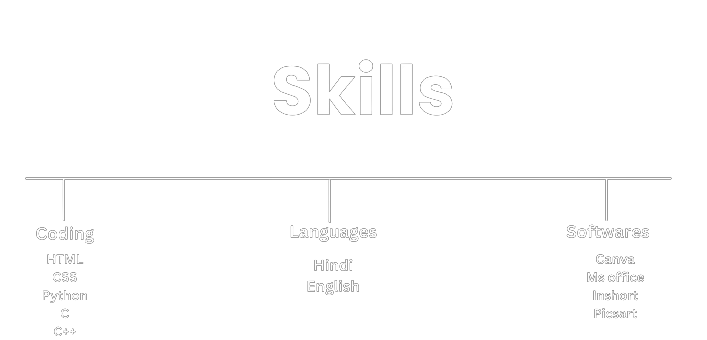 Skills
Coding
HTML
CSS
Python
C
C++
Languages
Hindi
English
Softwares
Canva
Ms office
Inshort
Picsart